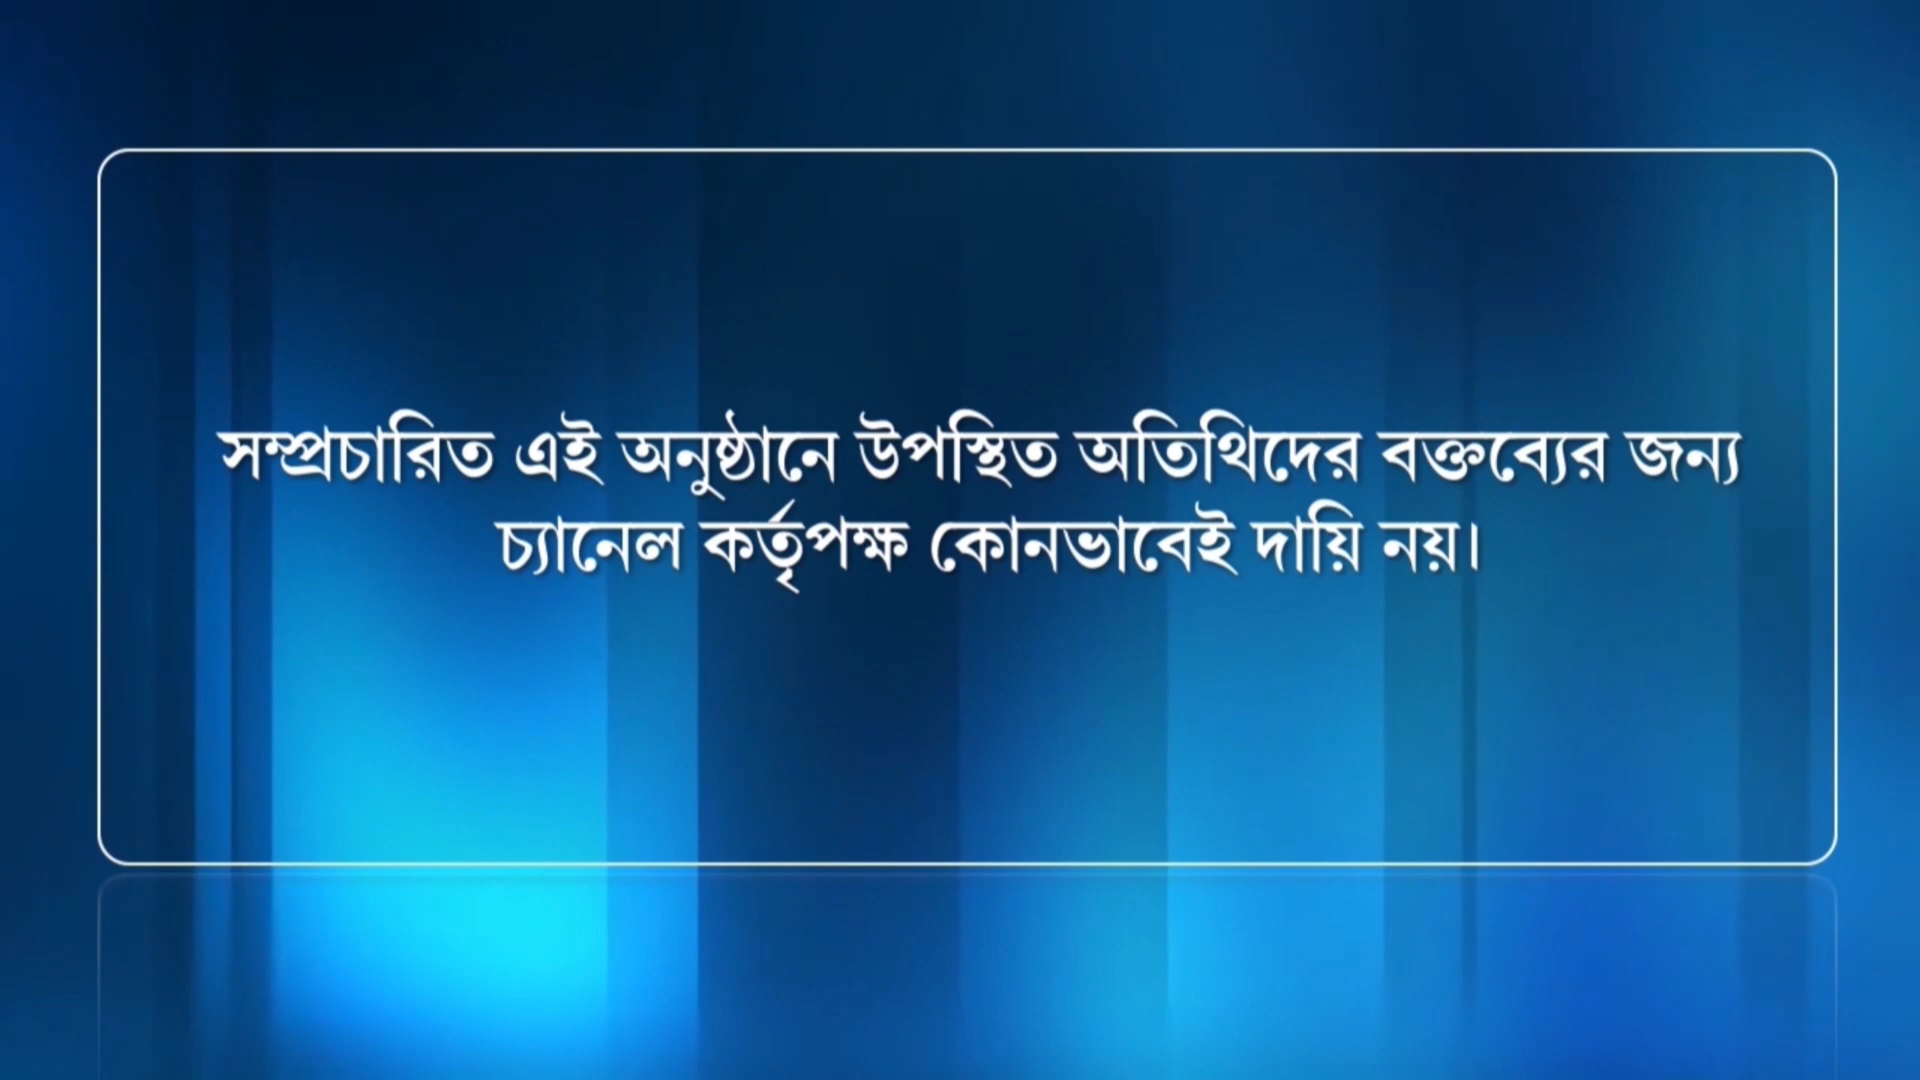 সম্প্রচারিত এই অনুষ্ঠানে উপস্থিত অতিথিদের বক্তব্যের জন্য
চ্যানেল কর্তৃপক্ষ কোনভাবেই দায়ি নয়।